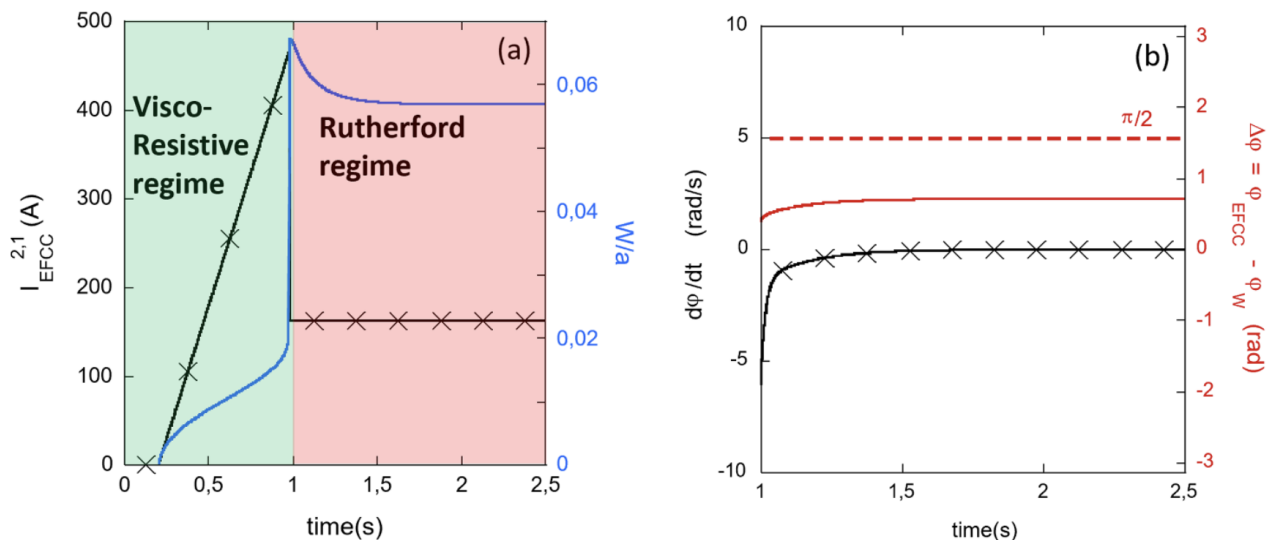 (a)
Visco-
Resistive
regime
Rutherford
regime
500
400
300
200
100
0
I 2,1 EFCC (A)
0,06
0,04
0,02
0
W/a
0 0,5 1 1,5 2 2,5
time(s)
(b)
π/2
10
5
0
-5
-10
dφ/dt (rad/s)
3
2
1
0
-1
-2
-3
Δφ = φ EFCC - φ W (rad)
1 1,5 2 2,5
time(s)